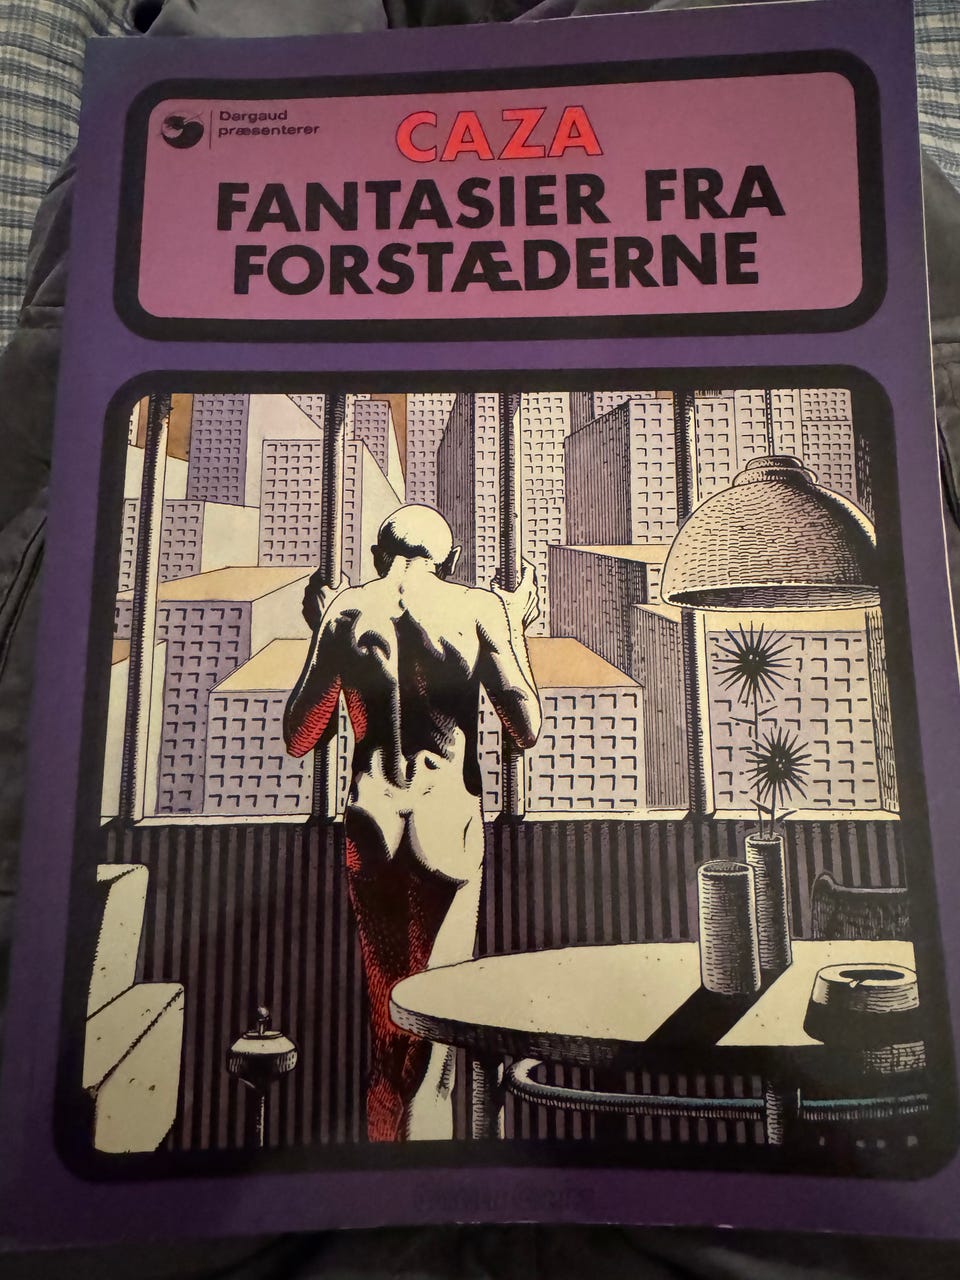 Dargaud
præsenterer
CAZA
FANTASIER FRA
FORSTÆDERNE